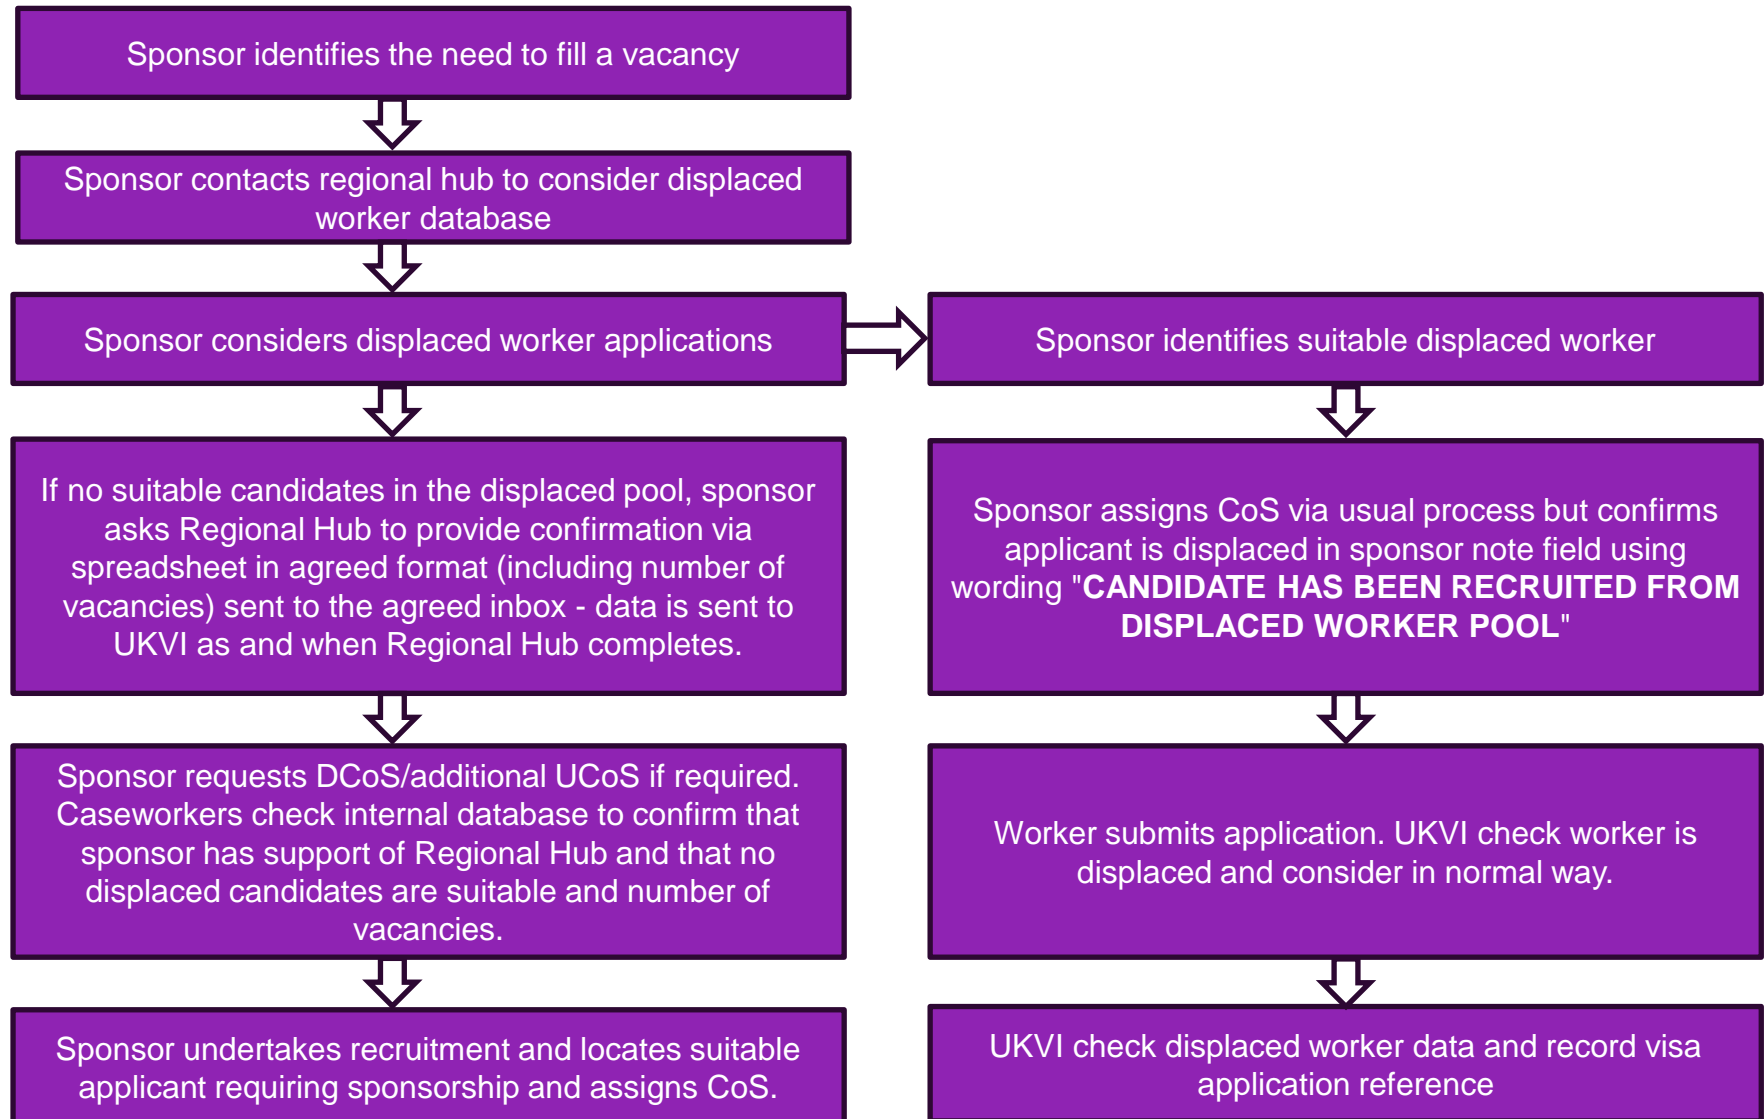 Sponsor identifies the need to fill a vacancy
Sponsor contacts regional hub to consider displaced
worker database
Sponsor considers displaced worker applications
If no suitable candidates in the displaced pool, sponsor
asks Regional Hub to provide confirmation via
spreadsheet in agreed format (including number of
vacancies) sent to the agreed inbox - data is sent to
UKVI as and when Regional Hub completes.
Sponsor requests DCoS/additional UCoS if required.
Caseworkers check internal database to confirm that
sponsor has support of Regional Hub and that no
displaced candidates are suitable and number of
vacancies.
Sponsor undertakes recruitment and locates suitable
applicant requiring sponsorship and assigns CoS.
Sponsor identifies suitable displaced worker
Sponsor assigns CoS via usual process but confirms
applicant is displaced in sponsor note field using
wording "CANDIDATE HAS BEEN RECRUITED FROM
DISPLACED WORKER POOL"
Worker submits application. UKVI check worker is
displaced and consider in normal way.
UKVI check displaced worker data and record visa
application reference